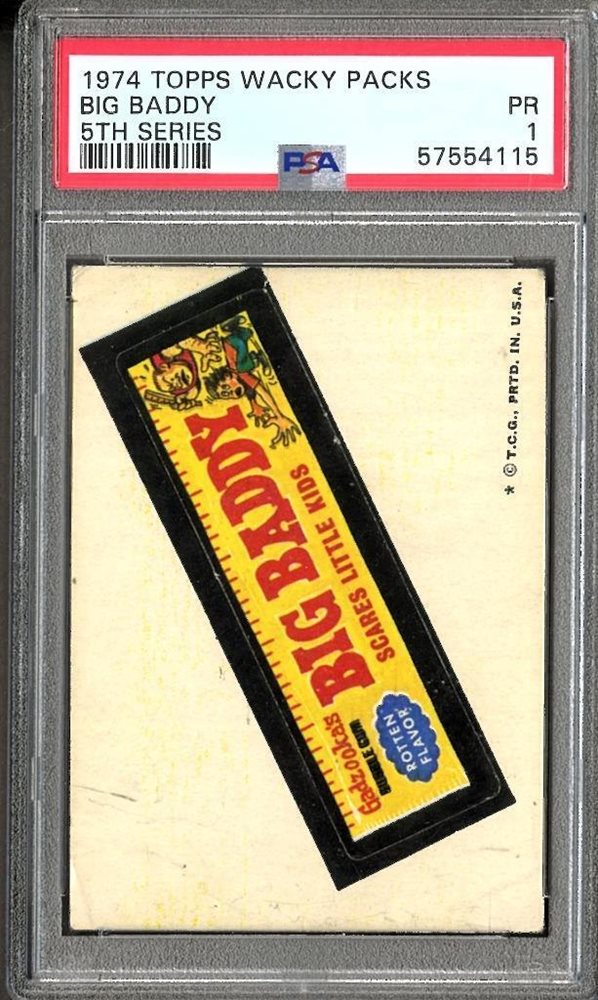 1974 TOPPS WACKY PACKS
BIG BADDY PR
5TH SERIES 1
PSA 57554115
* © T.C.G., PRTD. IN. U.S.A.
Gadzooka's
BUBBLE GUM
BIG BADDY
SCARES LITTLE KIDS
ROTTEN
FLAVOR